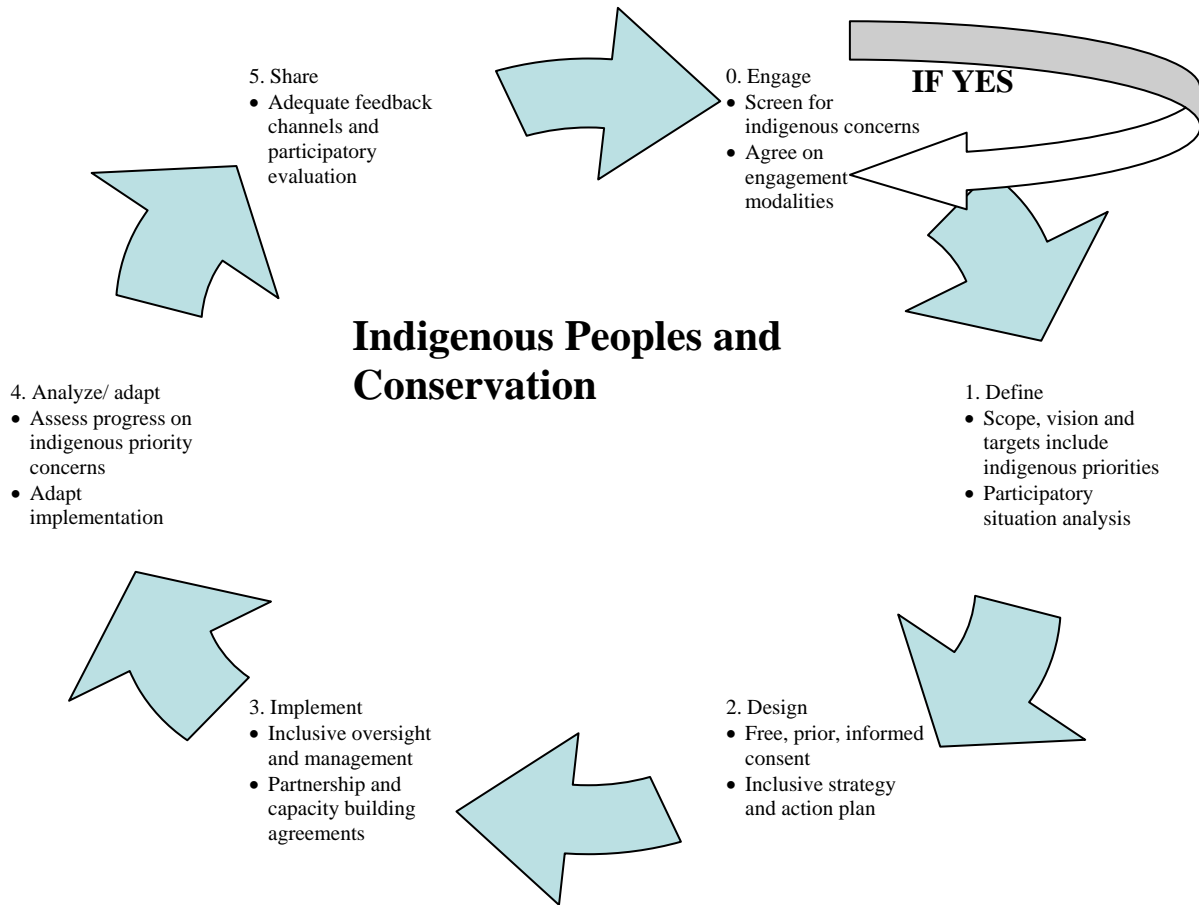 0. Engage
• Screen for
indigenous concerns
• Agree on
engagement
modalities
IF YES
1. Define
• Scope, vision and
targets include
indigenous priorities
• Participatory
situation analysis
2. Design
• Free, prior, informed
consent
• Inclusive strategy
and action plan
3. Implement
• Inclusive oversight
and management
• Partnership and
capacity building
agreements
4. Analyze/ adapt
• Assess progress on
indigenous priority
concerns
• Adapt
implementation
5. Share
• Adequate feedback
channels and
participatory
evaluation
Indigenous Peoples and
Conservation